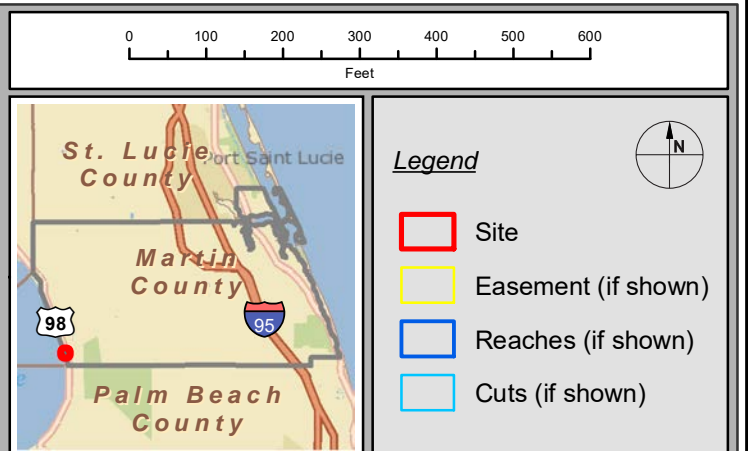 0 100 200 300 400 500 600
Feet
St. Lucie
County
Port Saint Lucie
Martin
County
98
95
Palm Beach
County
Legend
N
Site
Easement (if shown)
Reaches (if shown)
Cuts (if shown)